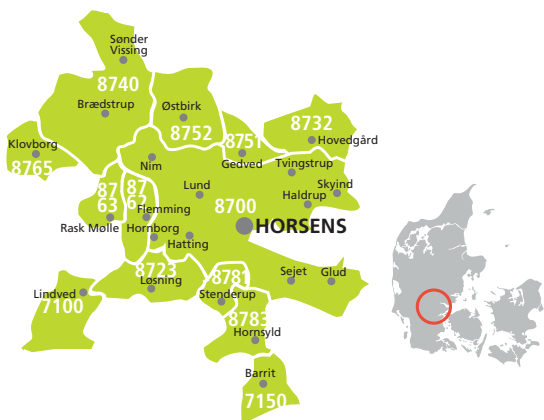 Sønder
Vissing
8740
Brædstrup
Østbirk
8752
8732
Hovedgård
8751
Gedved
Klovborg
8765
Nim
Tvingstrup
Skyind
Haldrup
Lund
87
63
87
62
8700
Flemming
Rask Mølle
Hornborg
HORSENS
Hatting
8723
Løsning
8781
Stenderup
Sejet
Glud
Lindved
7100
8783
Hornsyld
Barrit
7150